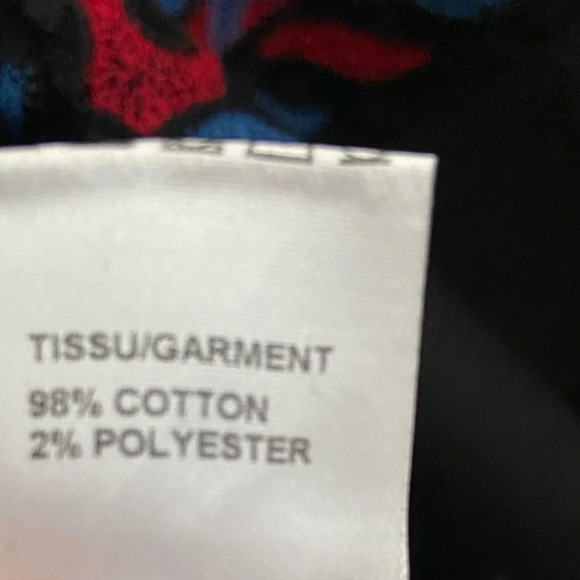 TISSU/GARMENT
98% COTTON
2% POLYESTER